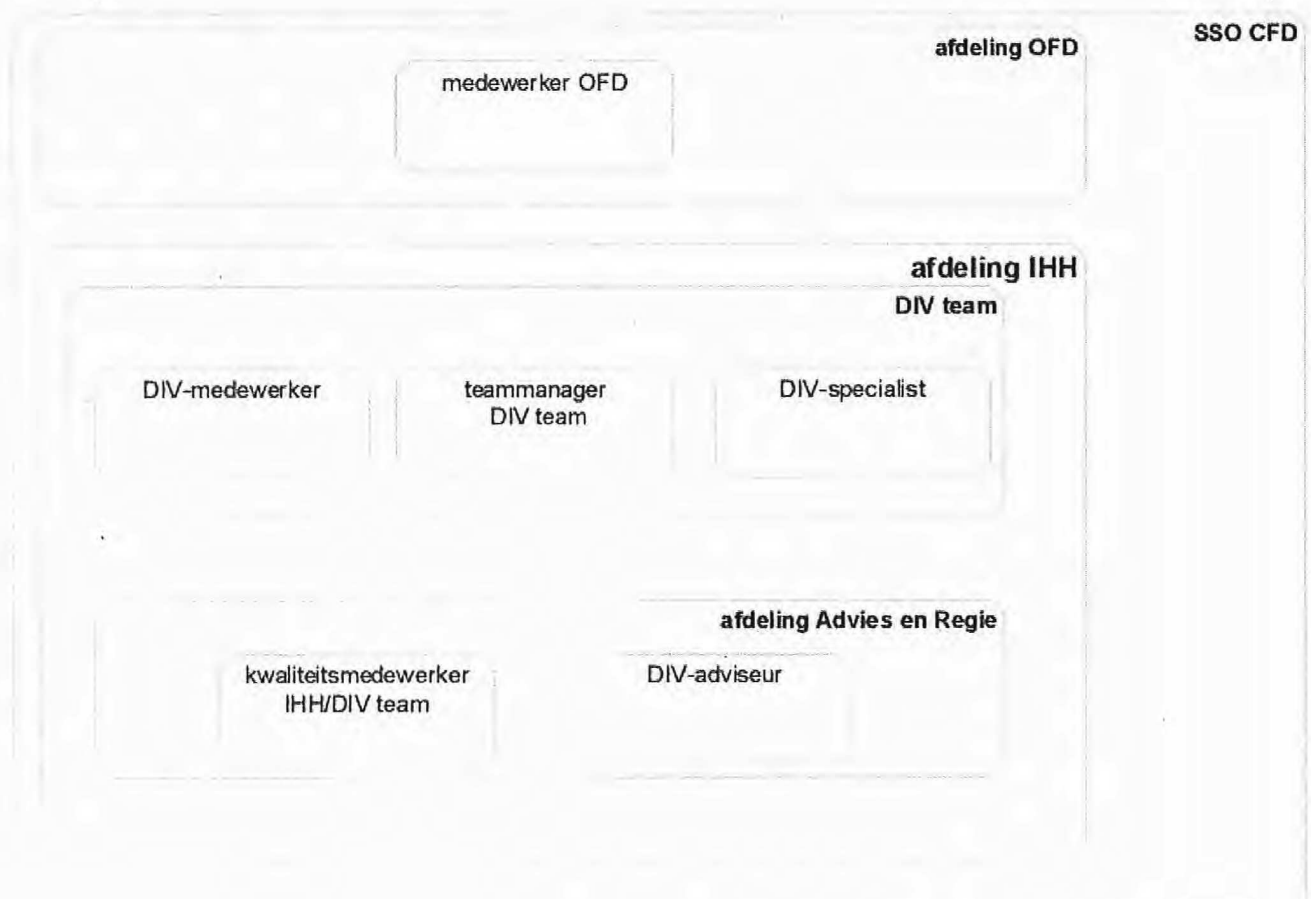 SSO CFD
afdeling OFD
medewerker OFD
afdeling IHH
DIV team
DIV-medewerker
teammanager
DIV team
DIV-specialist
afdeling Advies en Regie
kwaliteitsmedewerker
IHH/DIV team
DIV-adviseur